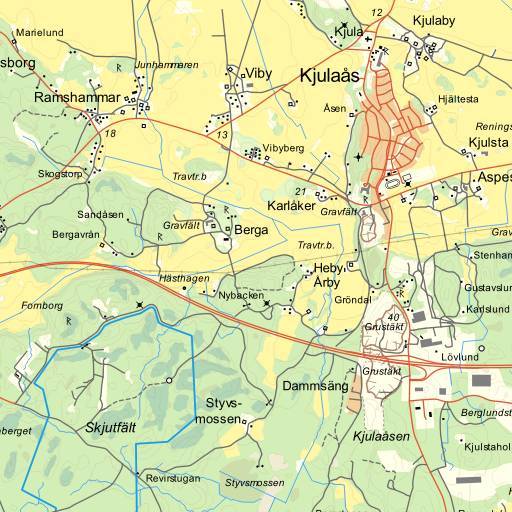 12
Marielund
Kjula
Kjulaby
sborg
Junhammaren
Viby
Kjulaås
Ramshammar
Åsen
Hjältesta
18
13
Renings
Vibyberg
Kjulsta
Skogstorp
Travtr.b
21
Aspes
Karlåker
Sandåsen
Gravfält
Gravfält
Berga
Grav
Bergavrån
Travtr.b.
Stenham
Hästhagen
Heby
Årby
Gustavslun
Nybacken
Gröndal
Fornborg
Karlslund
40
Grustäkt
Lövlund
Grustäkt
Dammsäng
Styvs-
mossen
Berglundst
Skjutfält
nberget
Kjulaåsen
Kjulstahol
Revirstugan
Styvsmossen